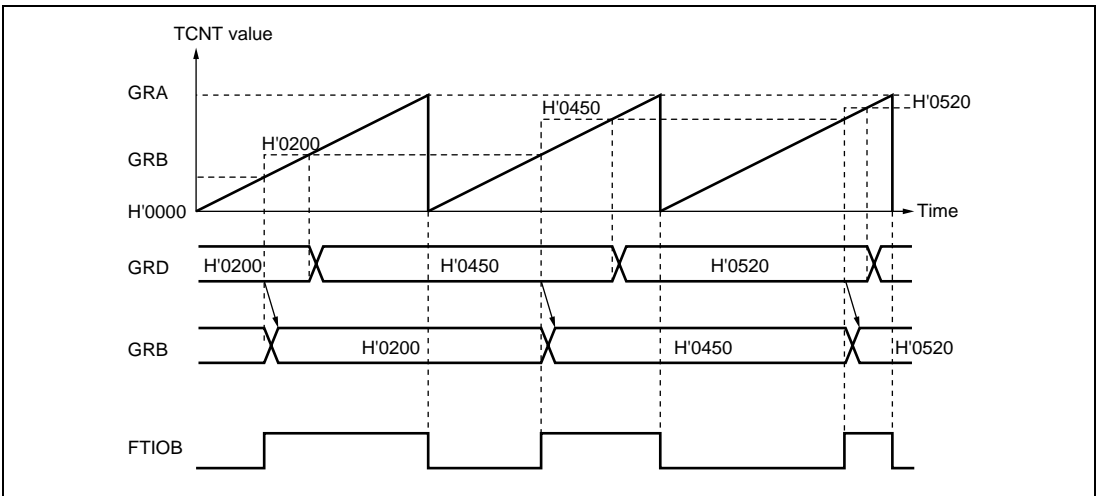 TCNT value
GRA
H'0450
H'0520
H'0200
GRB
H'0000
Time
GRD
H'0200
H'0450
H'0520
GRB
H'0200
H'0450
H'0520
FTIOB